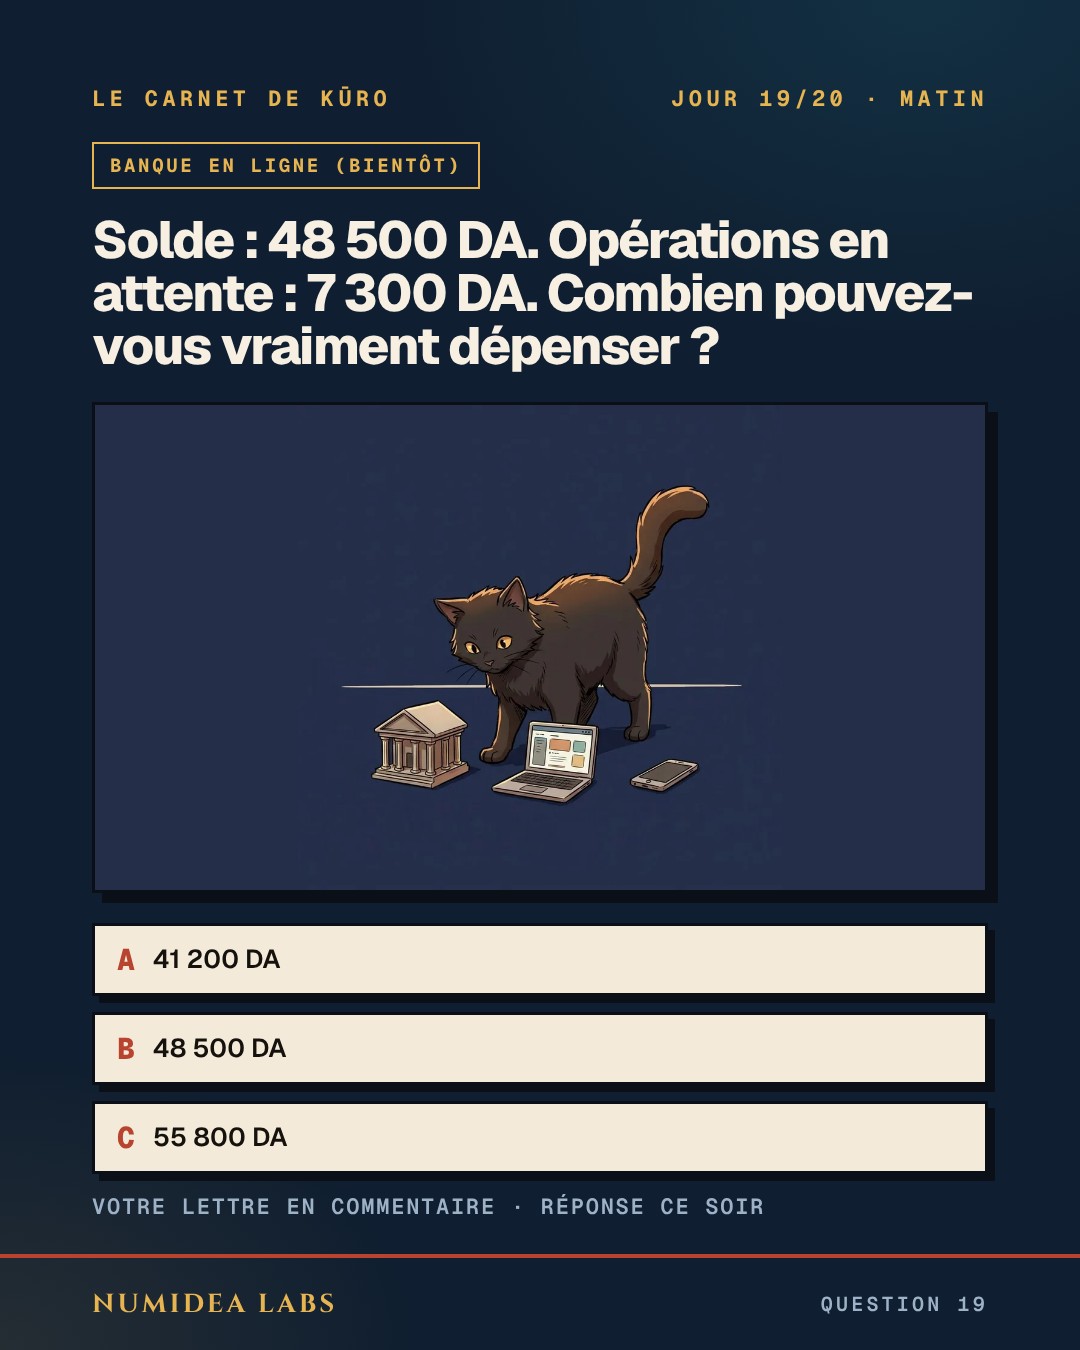 LE CARNET DE KŪRO
JOUR 19/20 · MATIN
BANQUE EN LIGNE (BIENTÔT)
Solde : 48 500 DA. Opérations en
attente : 7 300 DA. Combien pouvez-
vous vraiment dépenser ?
A 41 200 DA
B 48 500 DA
C 55 800 DA
VOTRE LETTRE EN COMMENTAIRE · RÉPONSE CE SOIR
NUMIDEA LABS
QUESTION 19